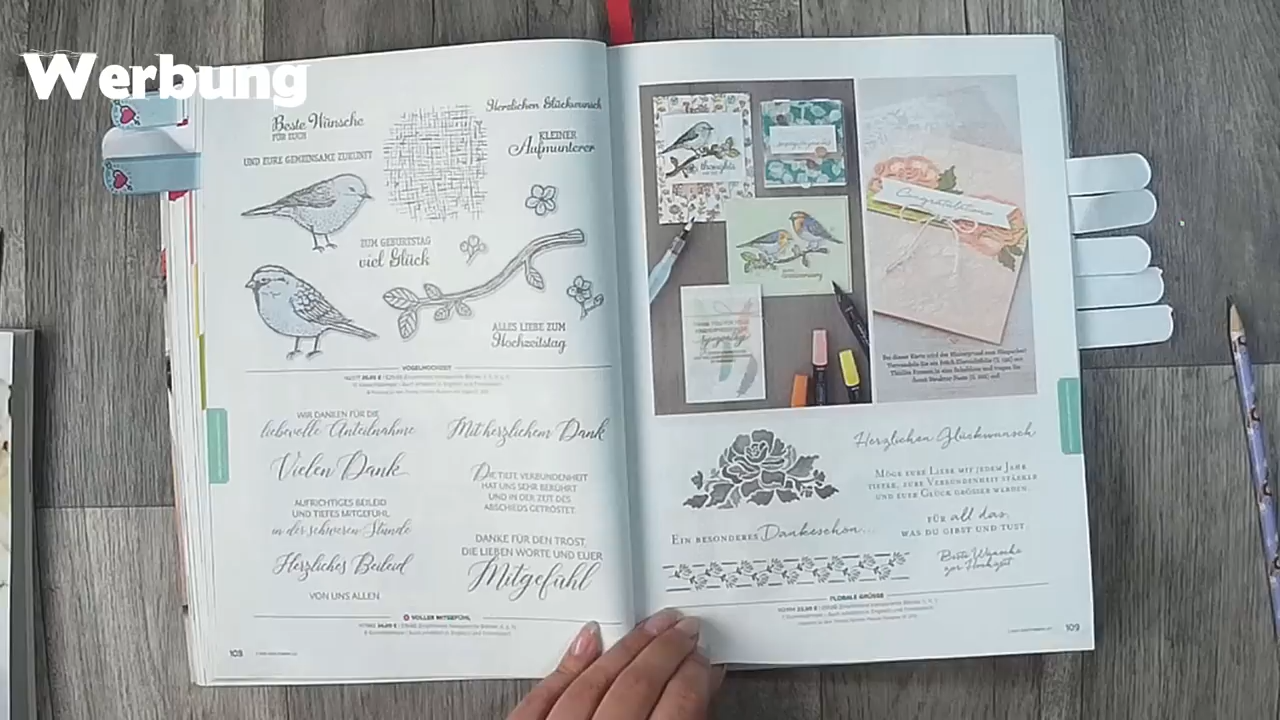 Werbung
Beste Wünsche
FÜR EUCH
UND EURE GEMEINSAME ZUKUNFT
Herzlichen Glückwunsch
KLEINER
Aufmunterer
ZUM GEBURTSTAG
viel Glück
ALLES LIEBE ZUM
Hochzeitstag
VOGELHOCHZEIT
WIR DANKEN FÜR DIE
liebevolle Anteilnahme
Vielen Dank
AUFRICHTIGES BEILEID
UND TIEFES MITGEFÜHL
in der schweren Stunde
Herzliches Beileid
VON UNS ALLEN
Mit herzlichem Dank
DIE TIEFE VERBUNDENHEIT
HAT UNS SEHR BERÜHRT
UND IN DER ZEIT DES
ABSCHIEDS GETRÖSTET.
DANKE FÜR DEN TROST,
DIE LIEBEN WORTE UND EUER
Mitgefühl
VOLLER MITGEFÜHL
108
thoughts
Congratulations
sympathy
Herzlichen Glückwunsch
MÖGE EURE LIEBE MIT JEDEM JAHR
TIEFER, EURE VERBUNDENHEIT STÄRKER
UND EUER GLÜCK GRÖSSER WERDEN.
EIN BESONDERES Dankeschön...
FÜR all das,
WAS DU GIBST UND TUST
Beste Wünsche
zur Hochzeit
FLORALE GRÜSSE
109